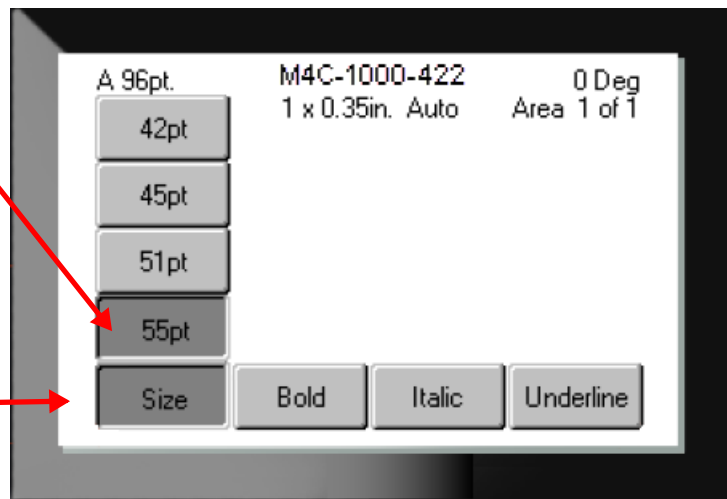 A 96pt. M4C-1000-422 0 Deg
1 x 0.35in. Auto Area 1 of 1
42pt
45pt
51pt
55pt
Size Bold Italic Underline